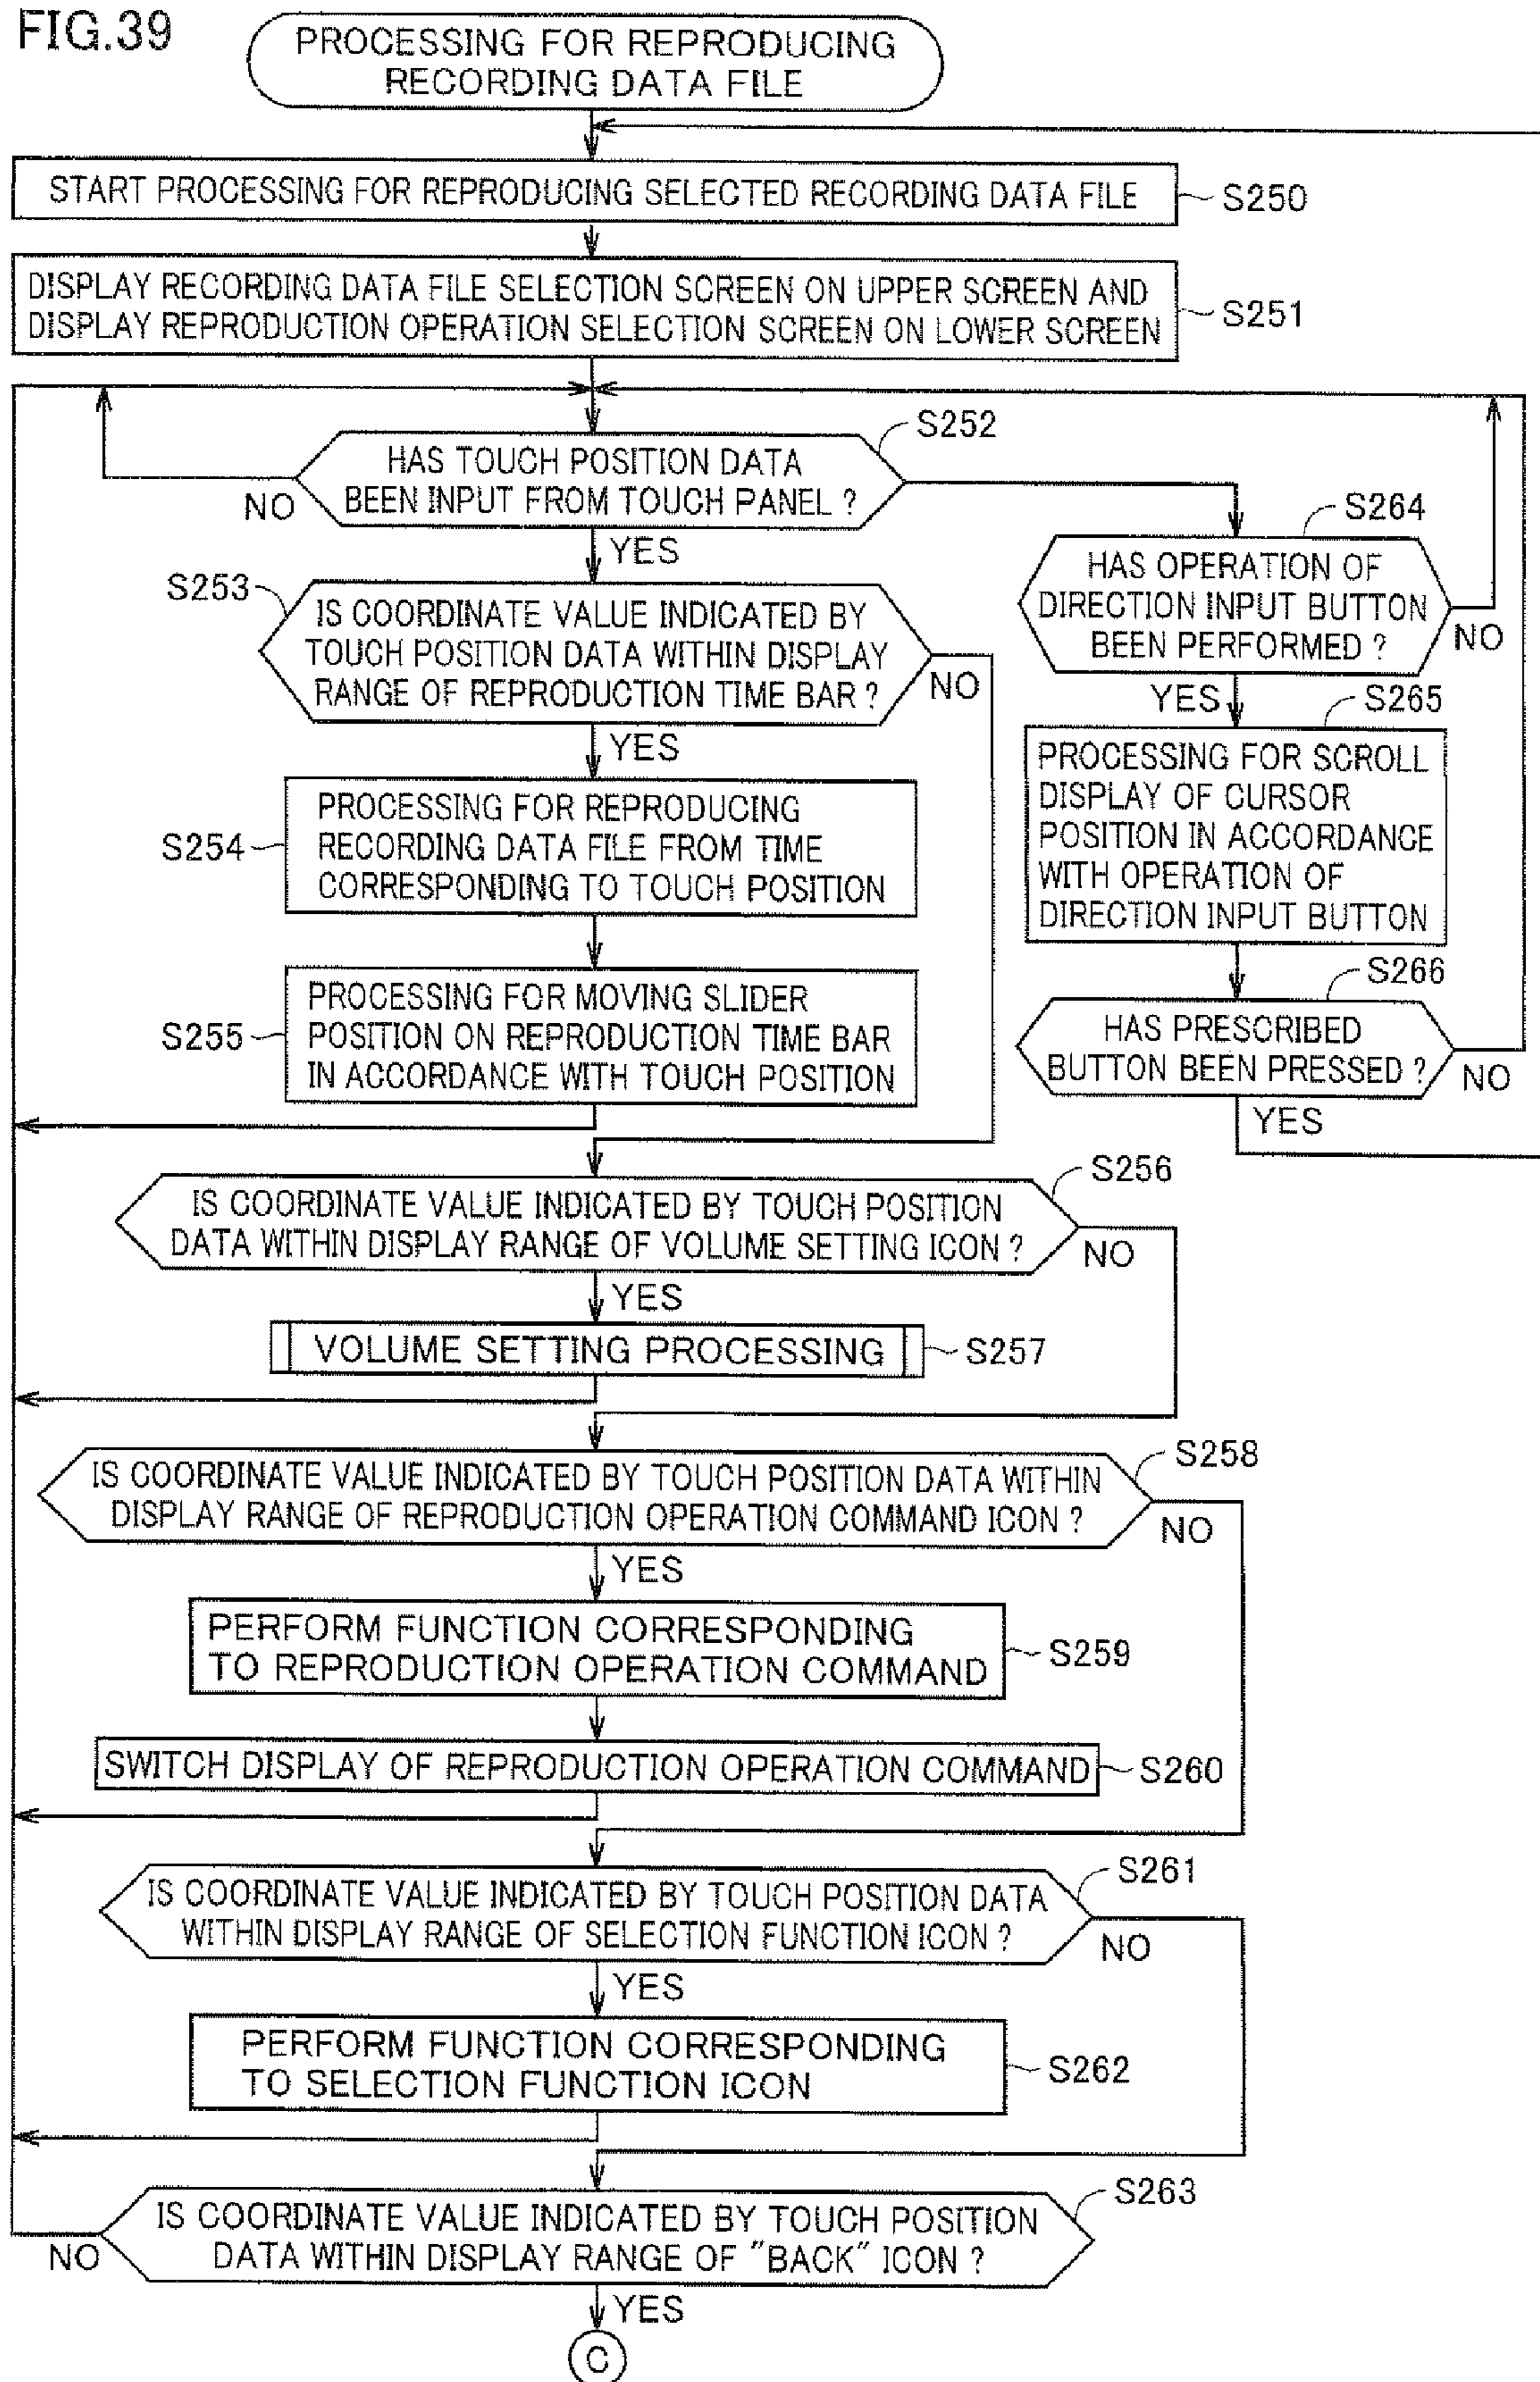 FIG.39
PROCESSING FOR REPRODUCING
RECORDING DATA FILE
START PROCESSING FOR REPRODUCING SELECTED RECORDING DATA FILE
S250
DISPLAY RECORDING DATA FILE SELECTION SCREEN ON UPPER SCREEN AND
DISPLAY REPRODUCTION OPERATION SELECTION SCREEN ON LOWER SCREEN
S251
S252
HAS TOUCH POSITION DATA
BEEN INPUT FROM TOUCH PANEL ?
NO
YES
S264
HAS OPERATION OF
DIRECTION INPUT BUTTON
BEEN PERFORMED ?
NO
YES
S253
IS COORDINATE VALUE INDICATED BY
TOUCH POSITION DATA WITHIN DISPLAY
RANGE OF REPRODUCTION TIME BAR ?
NO
YES
S265
PROCESSING FOR SCROLL
DISPLAY OF CURSOR
POSITION IN ACCORDANCE
WITH OPERATION OF
DIRECTION INPUT BUTTON
S254
PROCESSING FOR REPRODUCING
RECORDING DATA FILE FROM TIME
CORRESPONDING TO TOUCH POSITION
S255
PROCESSING FOR MOVING SLIDER
POSITION ON REPRODUCTION TIME BAR
IN ACCORDANCE WITH TOUCH POSITION
S266
HAS PRESCRIBED
BUTTON BEEN PRESSED ?
NO
YES
S256
IS COORDINATE VALUE INDICATED BY TOUCH POSITION
DATA WITHIN DISPLAY RANGE OF VOLUME SETTING ICON ?
NO
YES
VOLUME SETTING PROCESSING
S257
S258
IS COORDINATE VALUE INDICATED BY TOUCH POSITION DATA WITHIN
DISPLAY RANGE OF REPRODUCTION OPERATION COMMAND ICON ?
NO
YES
PERFORM FUNCTION CORRESPONDING
TO REPRODUCTION OPERATION COMMAND
S259
SWITCH DISPLAY OF REPRODUCTION OPERATION COMMAND
S260
S261
IS COORDINATE VALUE INDICATED BY TOUCH POSITION DATA
WITHIN DISPLAY RANGE OF SELECTION FUNCTION ICON ?
NO
YES
PERFORM FUNCTION CORRESPONDING
TO SELECTION FUNCTION ICON
S262
S263
IS COORDINATE VALUE INDICATED BY TOUCH POSITION
DATA WITHIN DISPLAY RANGE OF "BACK" ICON ?
NO
YES
C